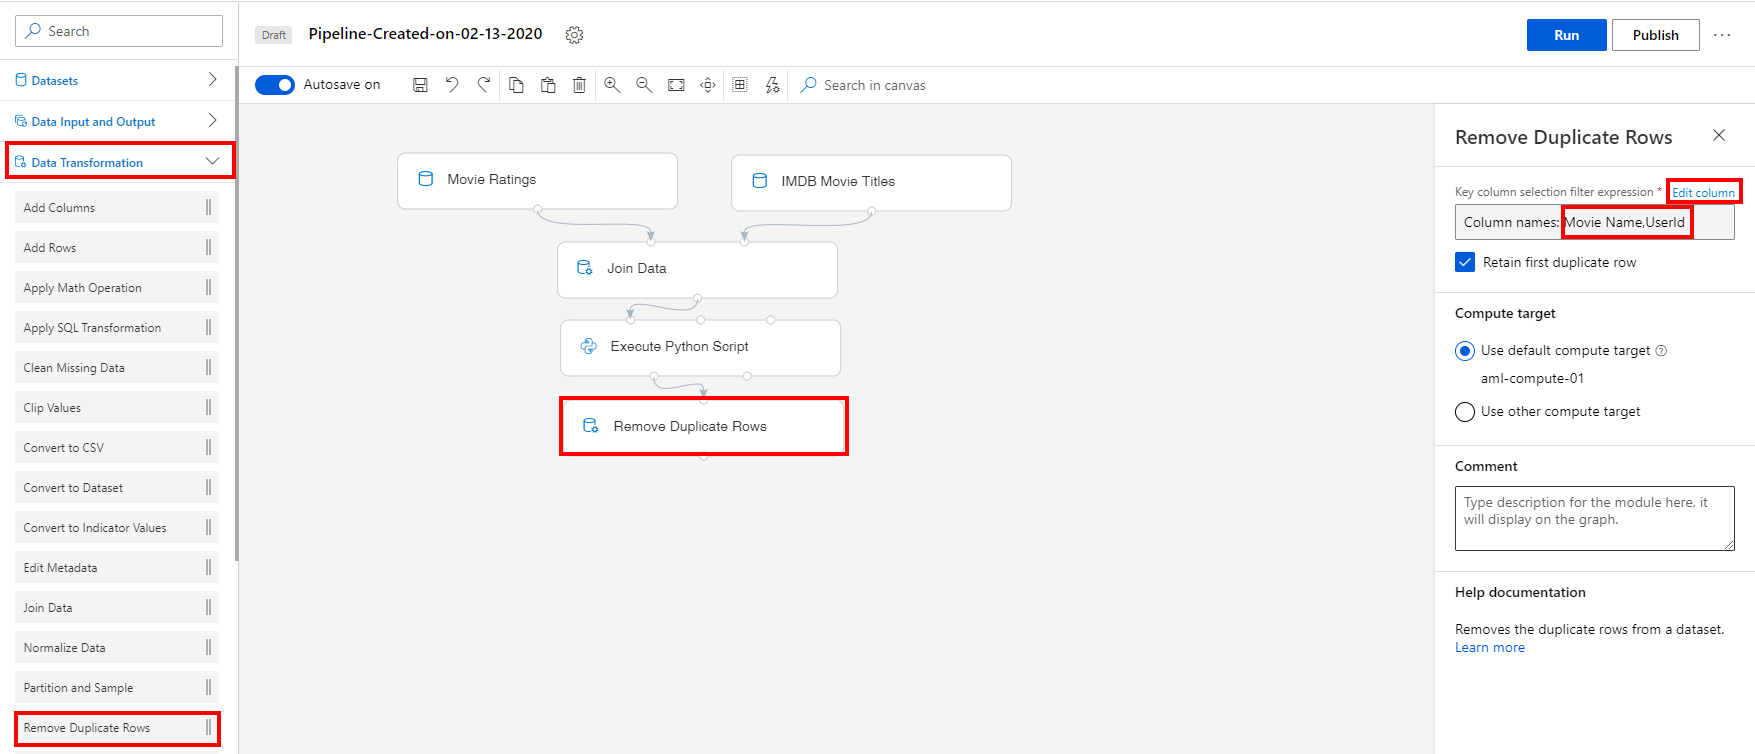 Search
Datasets
Data Input and Output
Data Transformation
Add Columns
Add Rows
Apply Math Operation
Apply SQL Transformation
Clean Missing Data
Clip Values
Convert to CSV
Convert to Dataset
Convert to Indicator Values
Edit Metadata
Join Data
Normalize Data
Partition and Sample
Remove Duplicate Rows
Draft Pipeline-Created-on-02-13-2020
Run Publish
Autosave on
Search in canvas
Movie Ratings
IMDB Movie Titles
Join Data
Execute Python Script
Remove Duplicate Rows
Remove Duplicate Rows
Key column selection filter expression * Edit column
Column names: Movie Name,UserId
Retain first duplicate row
Compute target
Use default compute target
aml-compute-01
Use other compute target
Comment
Type description for the module here, it
will display on the graph.
Help documentation
Removes the duplicate rows from a dataset.
Learn more